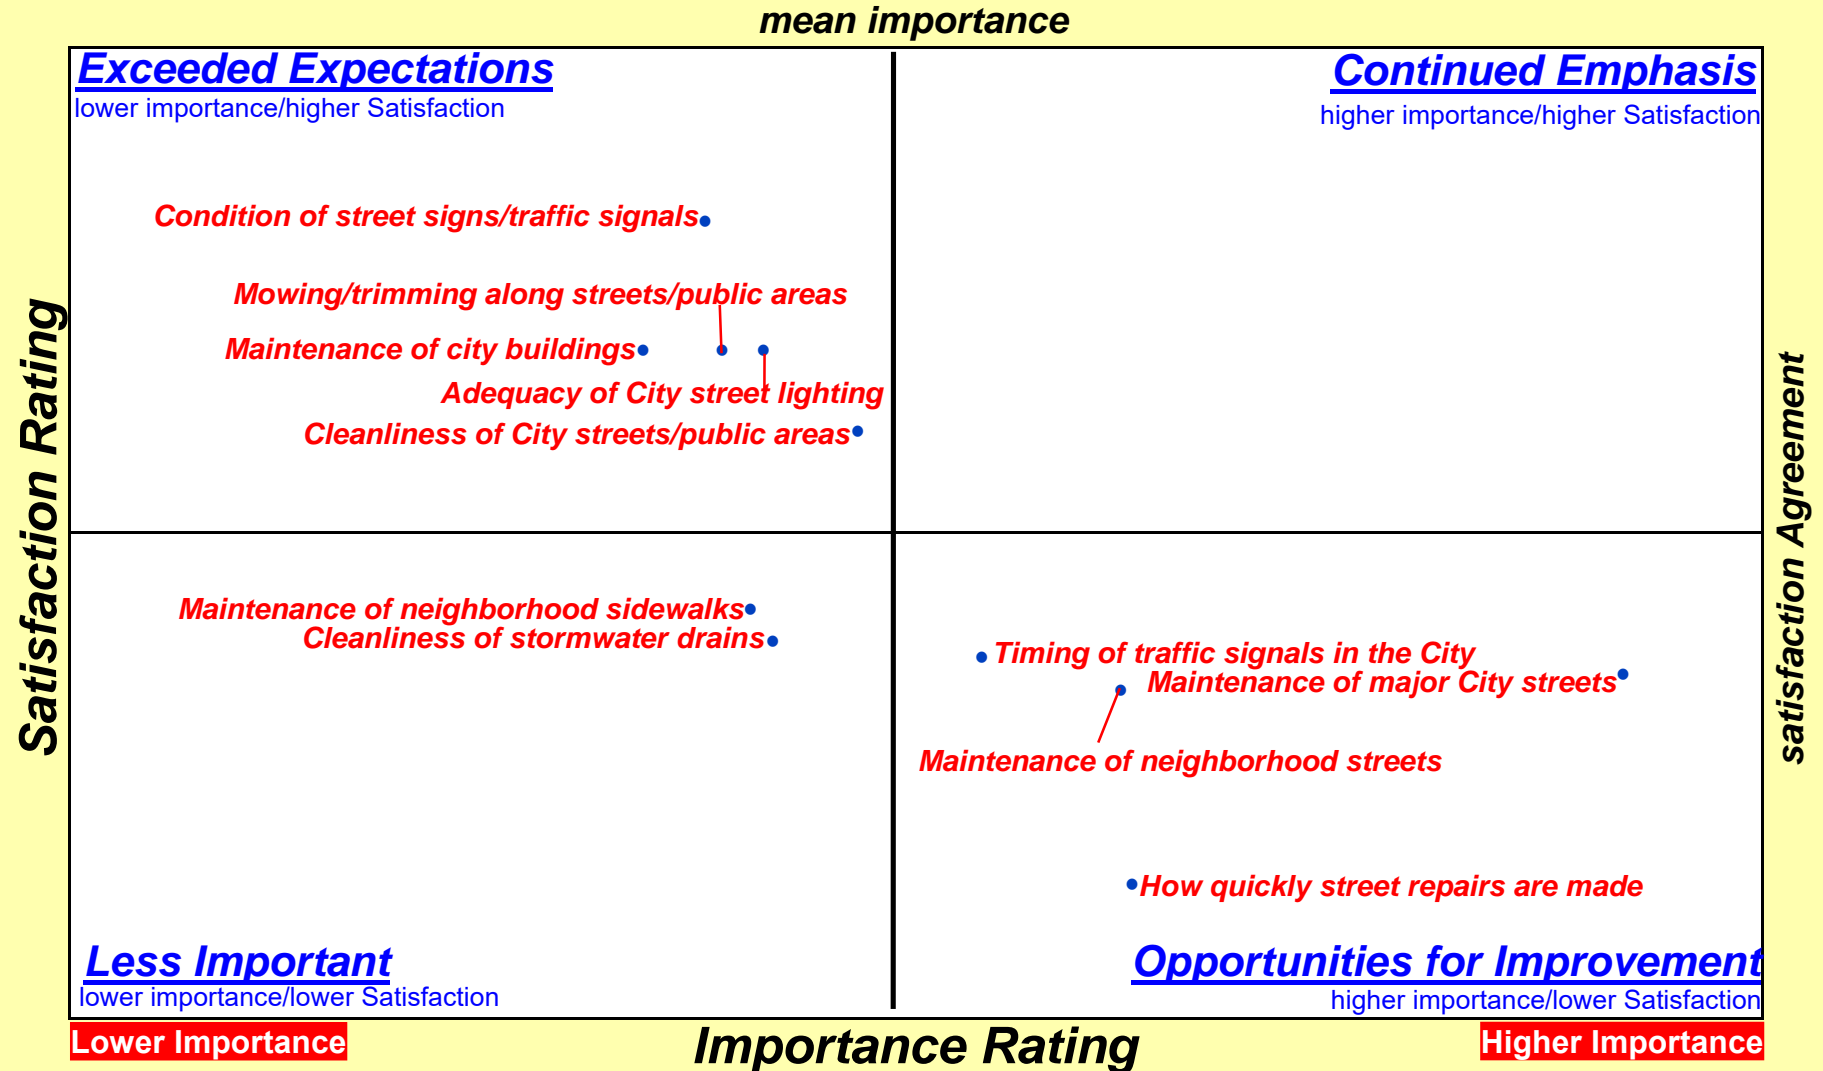 mean importance
Exceeded Expectations
lower importance/higher Satisfaction
Continued Emphasis
higher importance/higher Satisfaction
Condition of street signs/traffic signals
Mowing/trimming along streets/public areas
Maintenance of city buildings
Adequacy of City street lighting
Cleanliness of City streets/public areas
Satisfaction Rating
satisfaction Agreement
Maintenance of neighborhood sidewalks
Cleanliness of stormwater drains
Timing of traffic signals in the City
Maintenance of major City streets
Maintenance of neighborhood streets
How quickly street repairs are made
Less Important
lower importance/lower Satisfaction
Opportunities for Improvement
higher importance/lower Satisfaction
Lower Importance
Importance Rating
Higher Importance